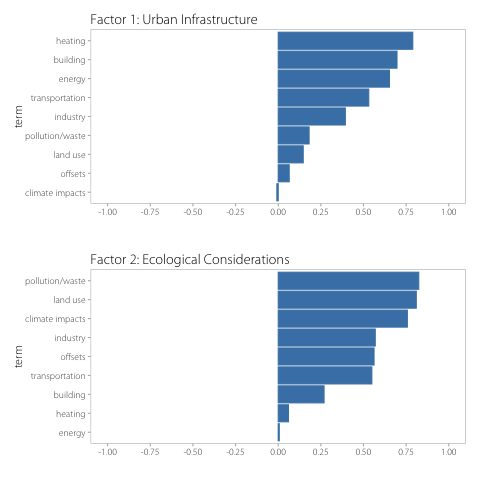 Factor 1: Urban Infrastructure
heating
building
energy
transportation
industry
pollution/waste
land use
offsets
climate impacts
term
-1.00 -0.75 -0.50 -0.25 0.00 0.25 0.50 0.75 1.00
Factor 2: Ecological Considerations
pollution/waste
land use
climate impacts
industry
offsets
transportation
building
heating
energy
term
-1.00 -0.75 -0.50 -0.25 0.00 0.25 0.50 0.75 1.00